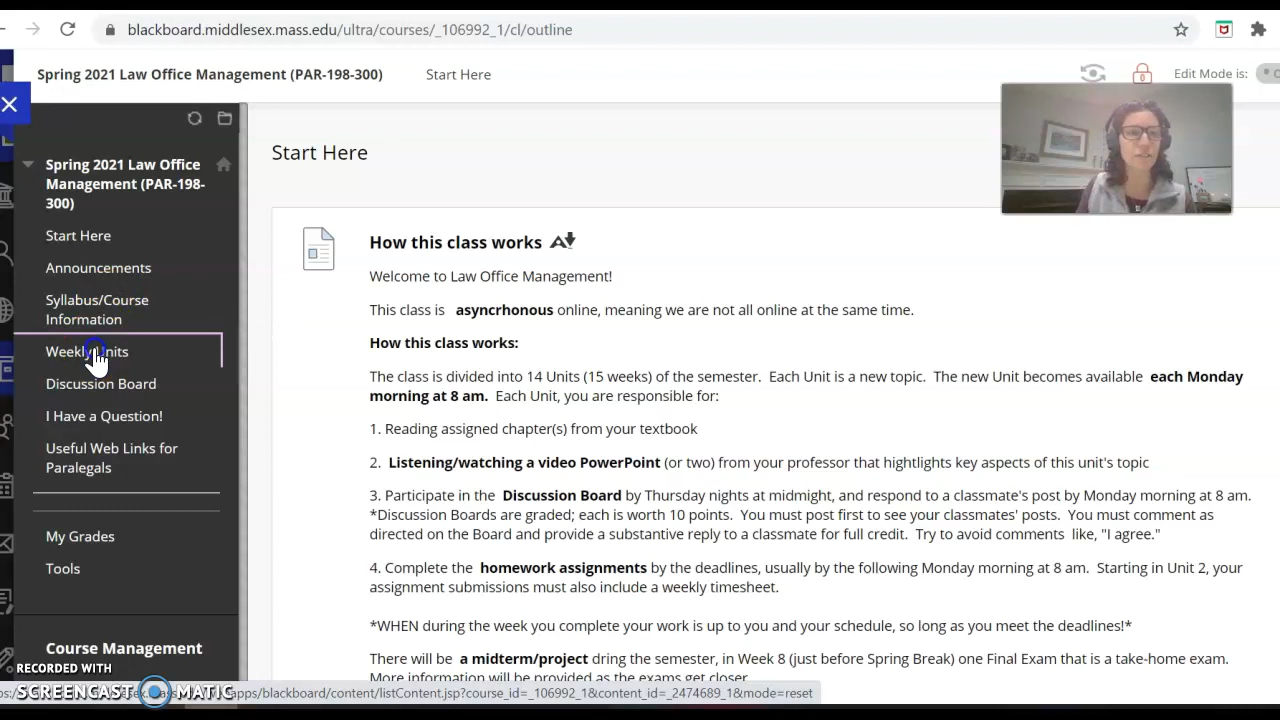 blackboard.middlesex.mass.edu/ultra/courses/_106992_1/cl/outline
Spring 2021 Law Office Management (PAR-198-300)
Start Here
0
Edit Mode is:
Spring 2021 Law Office
Management (PAR-198-
300)
Start Here
Announcements
Syllabus/Course
Information
Weekly Units
Discussion Board
I Have a Question!
Useful Web Links for
Paralegals
My Grades
Tools
Course Management
Start Here
How this class works
Welcome to Law Office Management!
This class is asyncrhonous online, meaning we are not all online at the same time.
How this class works:
The class is divided into 14 Units (15 weeks) of the semester. Each Unit is a new topic. The new Unit becomes available each Monday
morning at 8 am. Each Unit, you are responsible for:
1. Reading assigned chapter(s) from your textbook
2. Listening/watching a video PowerPoint (or two) from your professor that hightlights key aspects of this unit's topic
3. Participate in the Discussion Board by Thursday nights at midmight, and respond to a classmate's post by Monday morning at 8 am.
*Discussion Boards are graded; each is worth 10 points. You must post first to see your classmates' posts. You must comment as
directed on the Board and provide a substantive reply to a classmate for full credit. Try to avoid comments like, "I agree."
4. Complete the homework assignments by the deadlines, usually by the following Monday morning at 8 am. Starting in Unit 2, your
assignment submissions must also include a weekly timesheet.
*WHEN during the week you complete your work is up to you and your schedule, so long as you meet the deadlines!*
There will be a midterm/project dring the semester, in Week 8 (just before Spring Break) one Final Exam that is a take-home exam.
More information will be provided as the exams get closer.
RECORDED WITH
SCREENCAST MATIC
apps/blackboard/content/listContent.jsp?course_id=_106992_1&content_id=_2474689_1&mode=reset